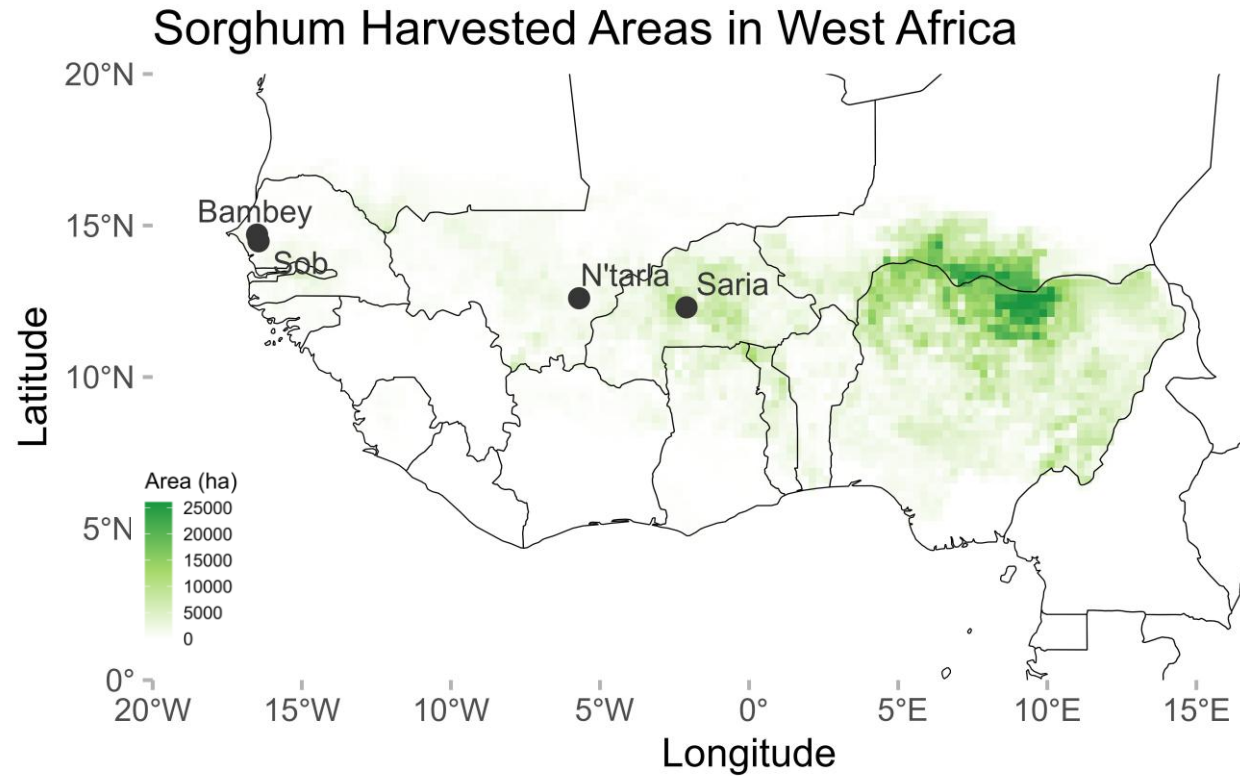 Sorghum Harvested Areas in West Africa
20°N
15°N
10°N
5°N
0°
Latitude
Bambey
Sob
N'tarla
Saria
Area (ha)
25000
20000
15000
10000
5000
0
20°W
15°W
10°W
5°W
0°
5°E
10°E
15°E
Longitude